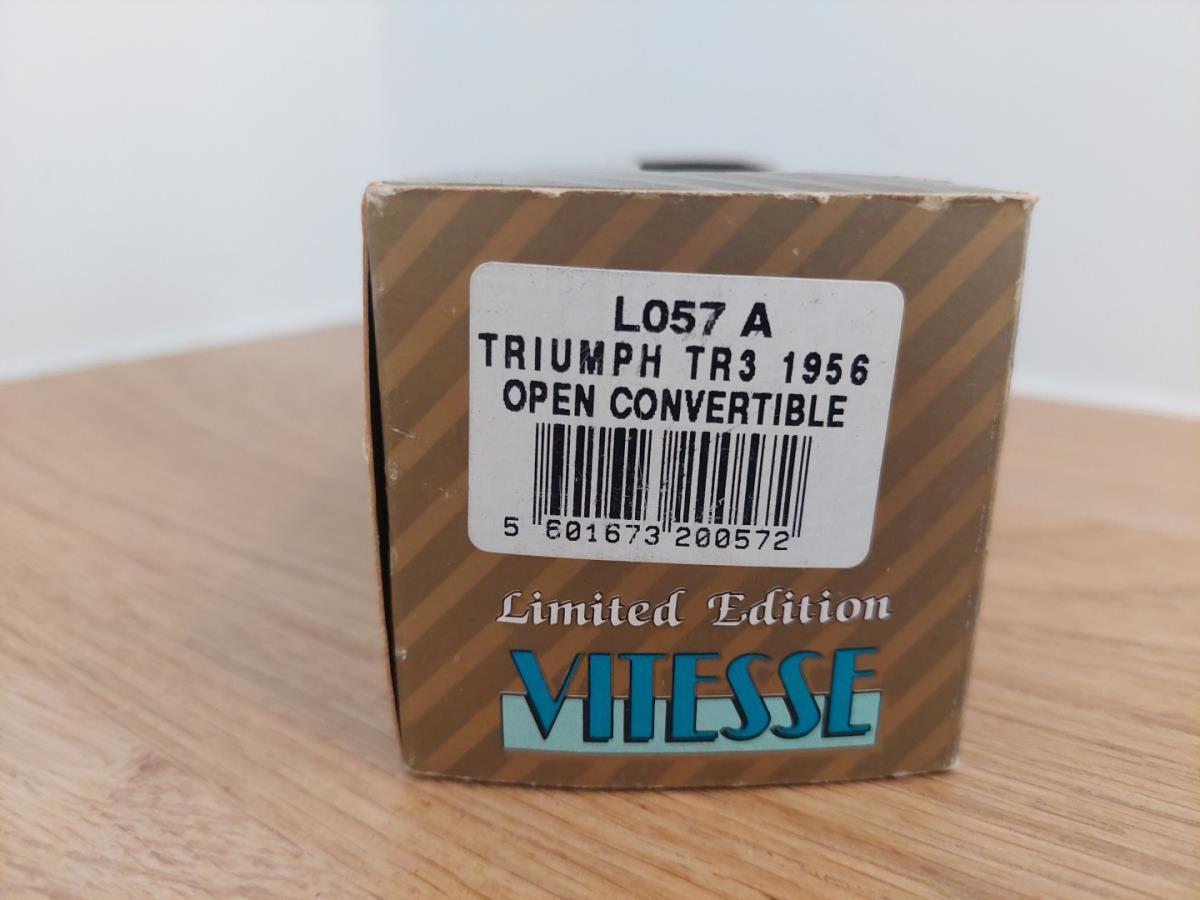 L057 A
TRIUMPH TR3 1956
OPEN CONVERTIBLE
5 601673 200572
Limited Edition
VITESSE